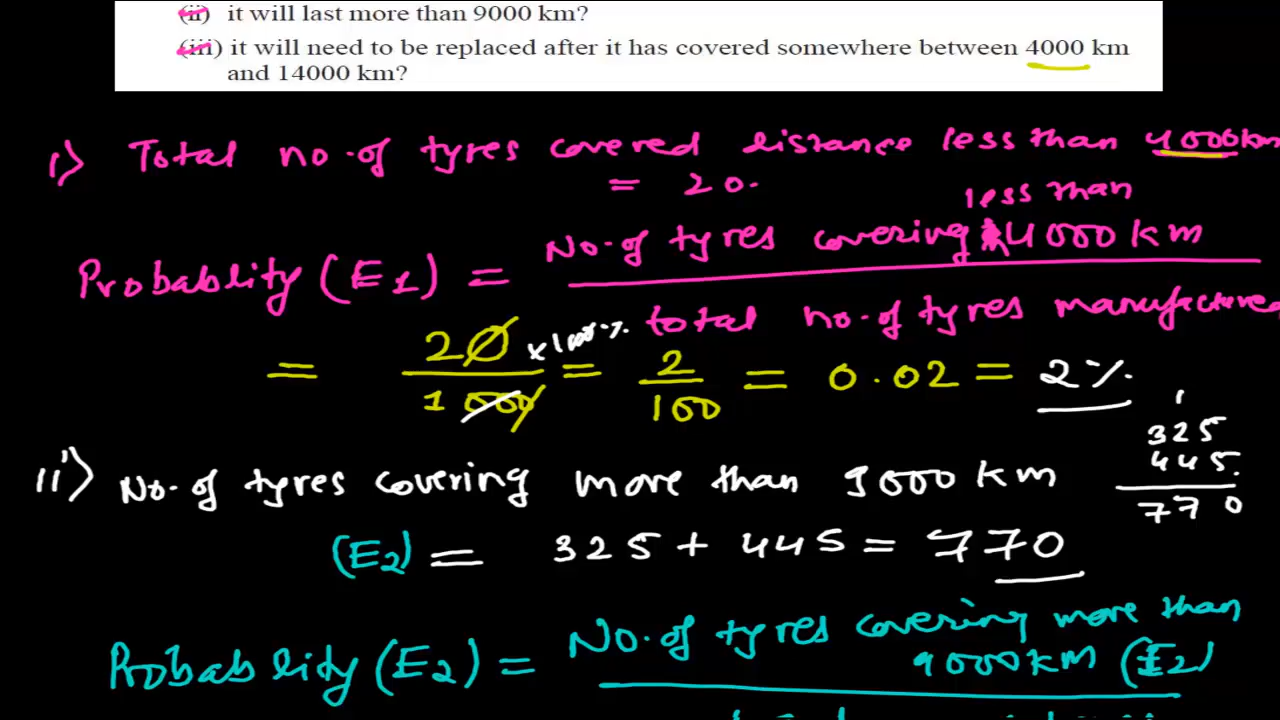 (ii) it will last more than 9000 km?
(iii) it will need to be replaced after it has covered somewhere between 4000 km
and 14000 km?
i) Total no.of tyres covered distance less than 4000km
= 20.
Probablity (E1) = No.of tyres covering less than 4000 km
total no.of tyres manufacture
= 20/1000 x100% = 2/100 = 0.02 = 2%.
1
325
445.
770
ii) No.of tyres covering more than 9000 km
(E2) = 325 + 445 = 770
Probablity (E2) = No.of tyres covering more than
9000km (E2)